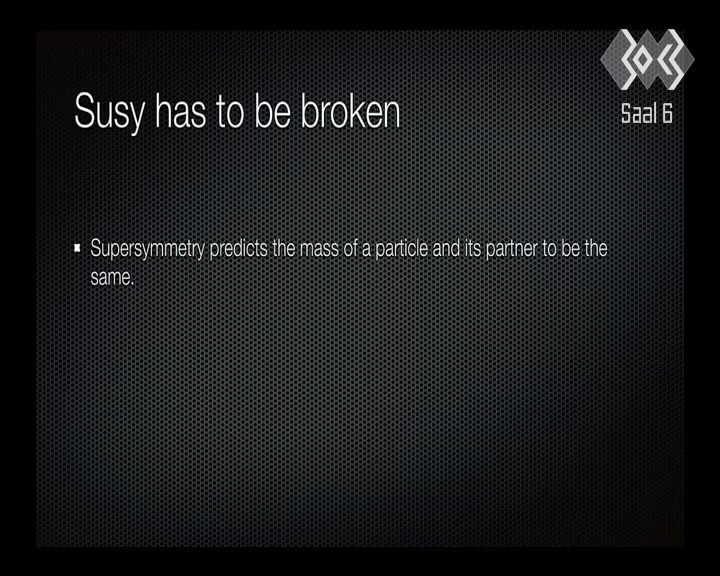 Saal 6
Susy has to be broken
Supersymmetry predicts the mass of a particle and its partner to be the
same.